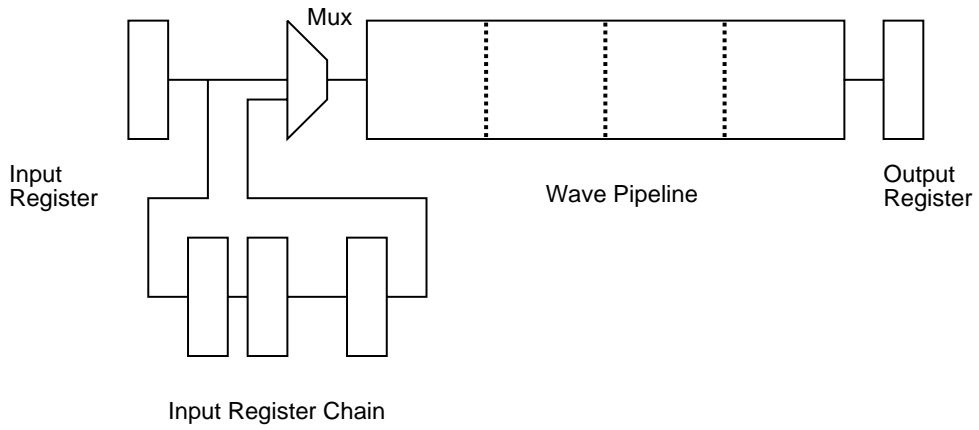 Mux
Input
Register
Wave Pipeline
Output
Register
Input Register Chain